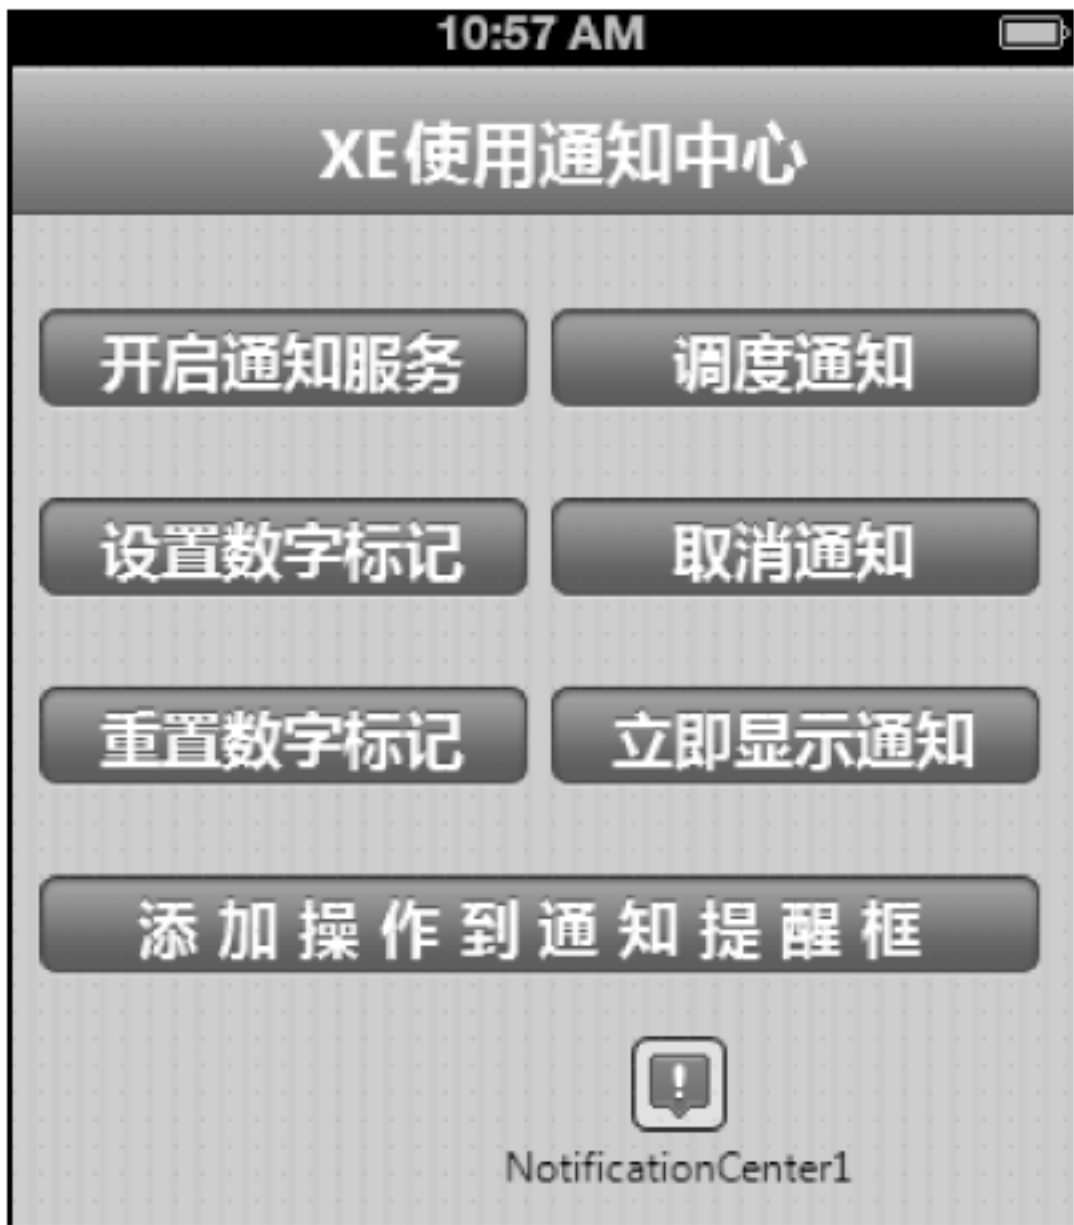 10:57 AM
XE使用通知中心
开启通知服务 调度通知
设置数字标记 取消通知
重置数字标记 立即显示通知
添加操作到通知提醒框
NotificationCenter1